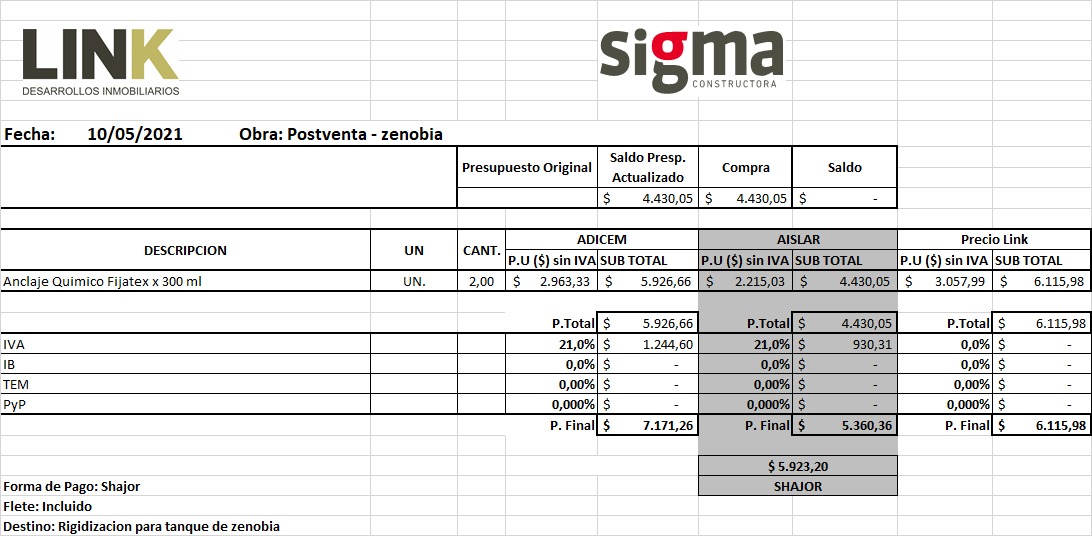 LINK
DESARROLLOS INMOBILIARIOS
sigma
CONSTRUCTORA
Fecha: 10/05/2021 Obra: Postventa - zenobia
Presupuesto Original Saldo Presp. Actualizado Compra Saldo
$ 4.430,05 $ 4.430,05 $ -
DESCRIPCION UN CANT. ADICEM AISLAR Precio Link
P.U ($) sin IVA SUB TOTAL P.U ($) sin IVA SUB TOTAL P.U ($) sin IVA SUB TOTAL
Anclaje Quimico Fijatex x 300 ml UN. 2,00 $ 2.963,33 $ 5.926,66 $ 2.215,03 $ 4.430,05 $ 3.057,99 $ 6.115,98
P.Total $ 5.926,66 P.Total $ 4.430,05 P.Total $ 6.115,98
IVA 21,0% $ 1.244,60 21,0% $ 930,31 0,0% $ -
IB 0,0% $ - 0,0% $ - 0,0% $ -
TEM 0,00% $ - 0,00% $ - 0,00% $ -
PyP 0,000% $ - 0,000% $ - 0,000% $ -
P. Final $ 7.171,26 P. Final $ 5.360,36 P. Final $ 6.115,98
$ 5.923,20
Forma de Pago: Shajor SHAJOR
Flete: Incluido
Destino: Rigidizacion para tanque de zenobia